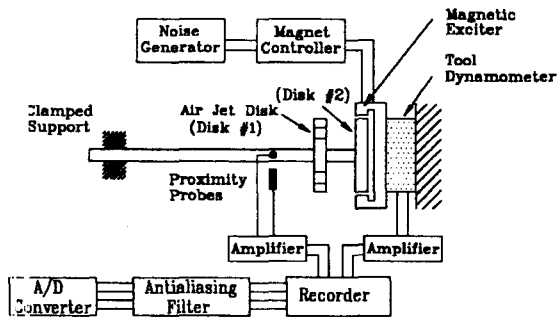 Noise
Generator
Magnet
Controller
Magnetic
Exciter
Tool
Dynamometer
(Disk #2)
Air Jet Disk
(Disk #1)
Clamped
Support
Proximity
Probes
Amplifier
Amplifier
A/D
Converter
Antialiasing
Filter
Recorder